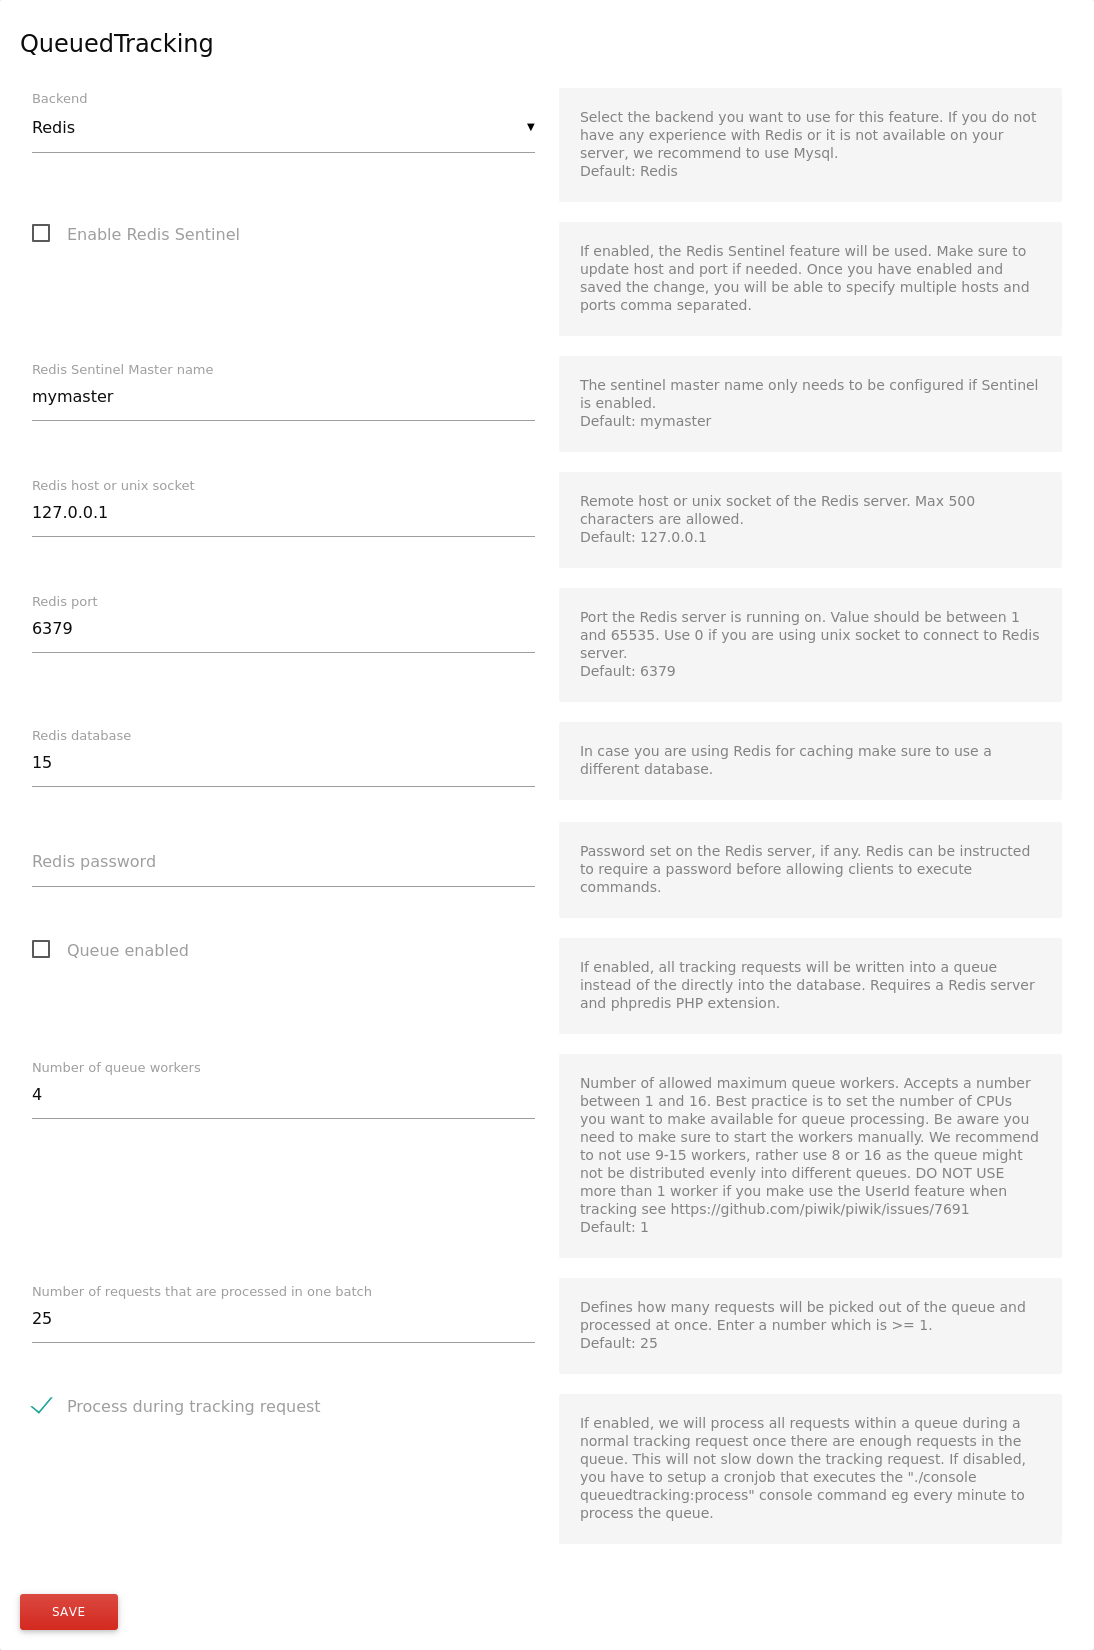 QueuedTracking
Backend
Redis
Select the backend you want to use for this feature. If you do not
have any experience with Redis or it is not available on your
server, we recommend to use Mysql.
Default: Redis
Enable Redis Sentinel
If enabled, the Redis Sentinel feature will be used. Make sure to
update host and port if needed. Once you have enabled and
saved the change, you will be able to specify multiple hosts and
ports comma separated.
Redis Sentinel Master name
mymaster
The sentinel master name only needs to be configured if Sentinel
is enabled.
Default: mymaster
Redis host or unix socket
127.0.0.1
Remote host or unix socket of the Redis server. Max 500
characters are allowed.
Default: 127.0.0.1
Redis port
6379
Port the Redis server is running on. Value should be between 1
and 65535. Use 0 if you are using unix socket to connect to Redis
server.
Default: 6379
Redis database
15
In case you are using Redis for caching make sure to use a
different database.
Redis password
Password set on the Redis server, if any. Redis can be instructed
to require a password before allowing clients to execute
commands.
Queue enabled
If enabled, all tracking requests will be written into a queue
instead of the directly into the database. Requires a Redis server
and phpredis PHP extension.
Number of queue workers
4
Number of allowed maximum queue workers. Accepts a number
between 1 and 16. Best practice is to set the number of CPUs
you want to make available for queue processing. Be aware you
need to make sure to start the workers manually. We recommend
to not use 9-15 workers, rather use 8 or 16 as the queue might
not be distributed evenly into different queues. DO NOT USE
more than 1 worker if you make use the UserId feature when
tracking see https://github.com/piwik/piwik/issues/7691
Default: 1
Number of requests that are processed in one batch
25
Defines how many requests will be picked out of the queue and
processed at once. Enter a number which is >= 1.
Default: 25
Process during tracking request
If enabled, we will process all requests within a queue during a
normal tracking request once there are enough requests in the
queue. This will not slow down the tracking request. If disabled,
you have to setup a cronjob that executes the "./console
queuedtracking:process" console command eg every minute to
process the queue.
SAVE